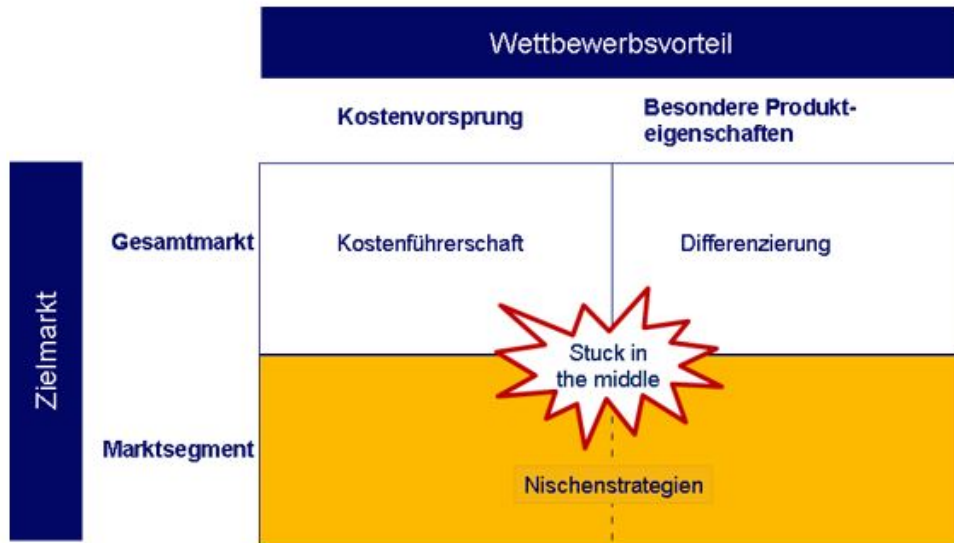 Wettbewerbsvorteil
Kostenvorsprung
Besondere Produkt-
eigenschaften
Zielmarkt
Gesamtmarkt
Kostenführerschaft
Differenzierung
Stuck in
the middle
Marktsegment
Nischenstrategien